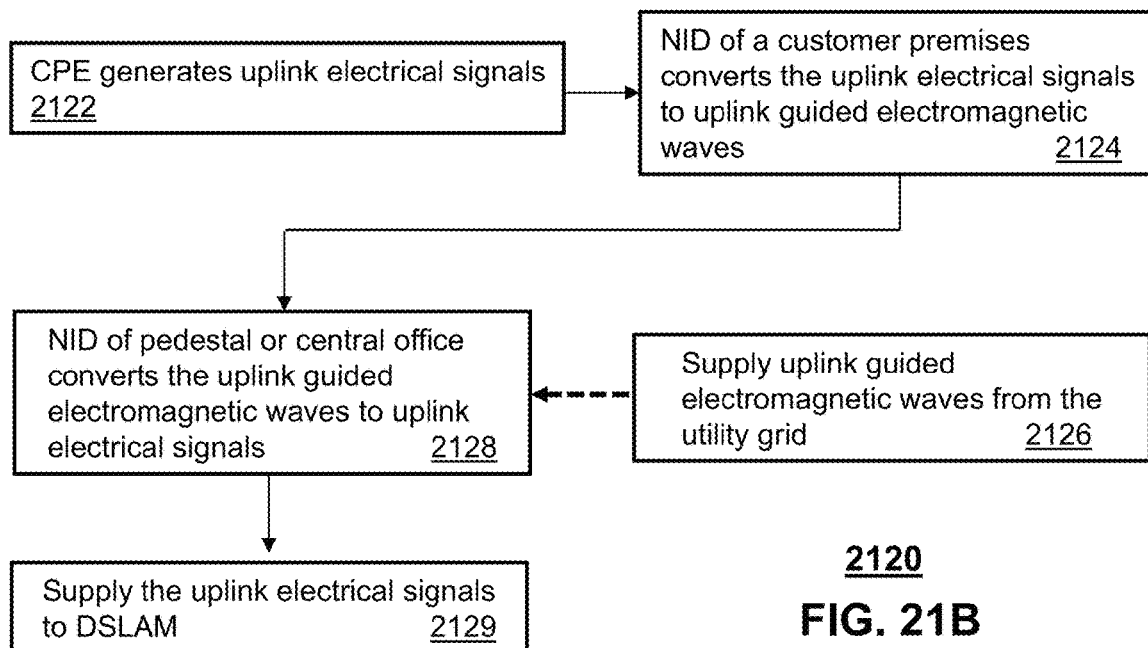 CPE generates uplink electrical signals
2122
NID of a customer premises
converts the uplink electrical signals
to uplink guided electromagnetic
waves 2124
NID of pedestal or central office
converts the uplink guided
electromagnetic waves to uplink
electrical signals 2128
Supply uplink guided
electromagnetic waves from the
utility grid 2126
Supply the uplink electrical signals
to DSLAM 2129
2120
FIG. 21B